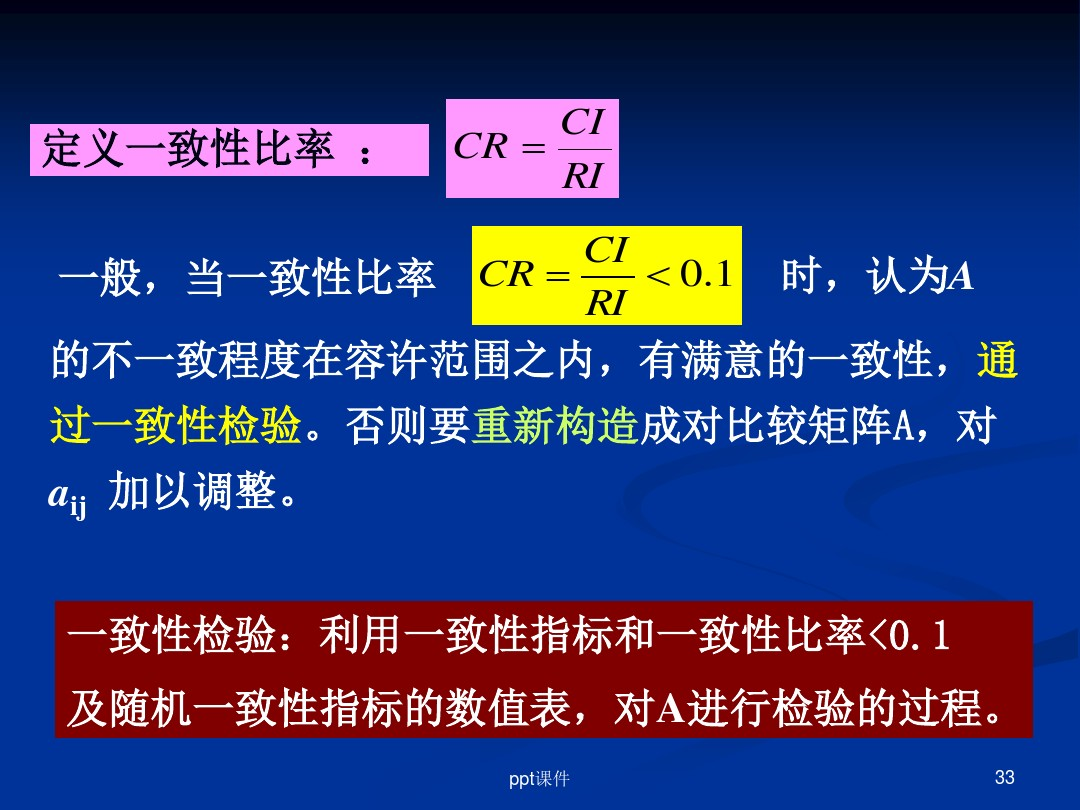 定义一致性比率 ： CR = CI/RI
一般，当一致性比率 CR = CI/RI < 0.1 时，认为A
的不一致程度在容许范围之内，有满意的一致性，通
过一致性检验。否则要重新构造成对比较矩阵A，对
aij 加以调整。
一致性检验：利用一致性指标和一致性比率<0.1
及随机一致性指标的数值表，对A进行检验的过程。
ppt课件
33